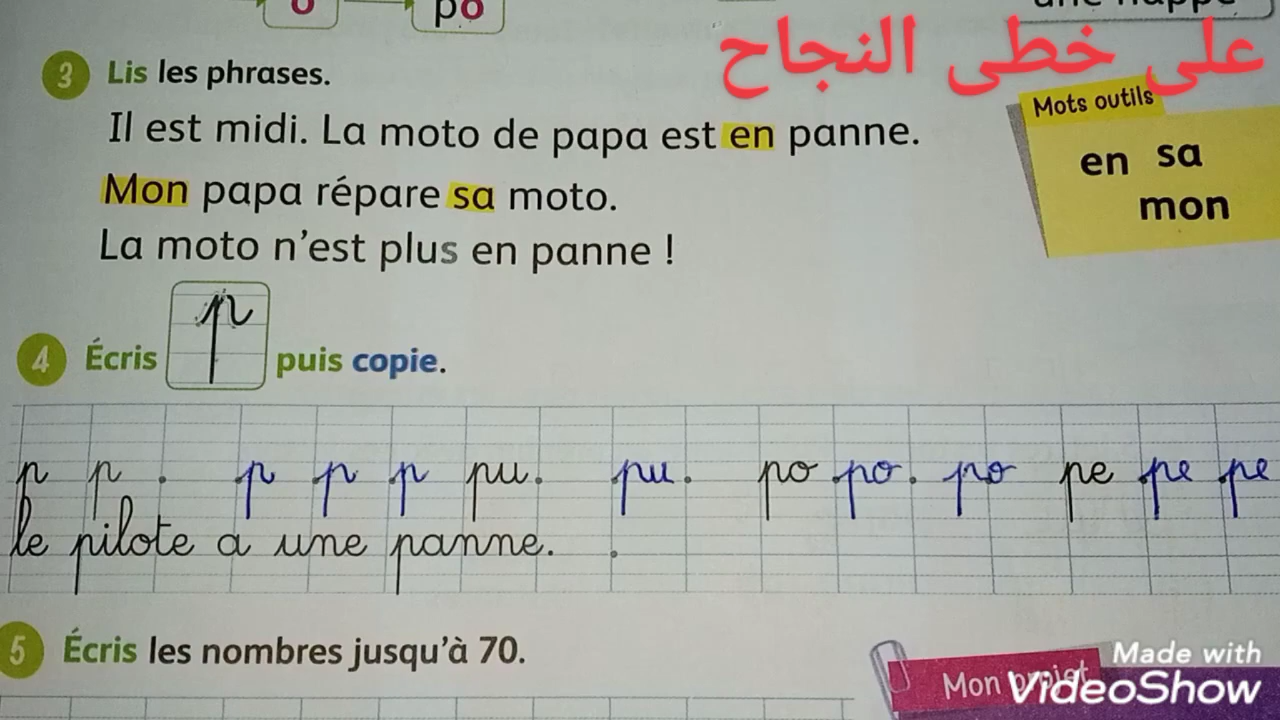 o po
على خطى النجاح
3 Lis les phrases.
Il est midi. La moto de papa est en panne.
Mon papa répare sa moto.
La moto n'est plus en panne !
Mots outils
en sa
mon
4 Écris p puis copie.
p p . p p p pu. pu. po po. po pe pe pe
le pilote a une panne. .
5 Écris les nombres jusqu'à 70.
Mon projet
Made with
VideoShow